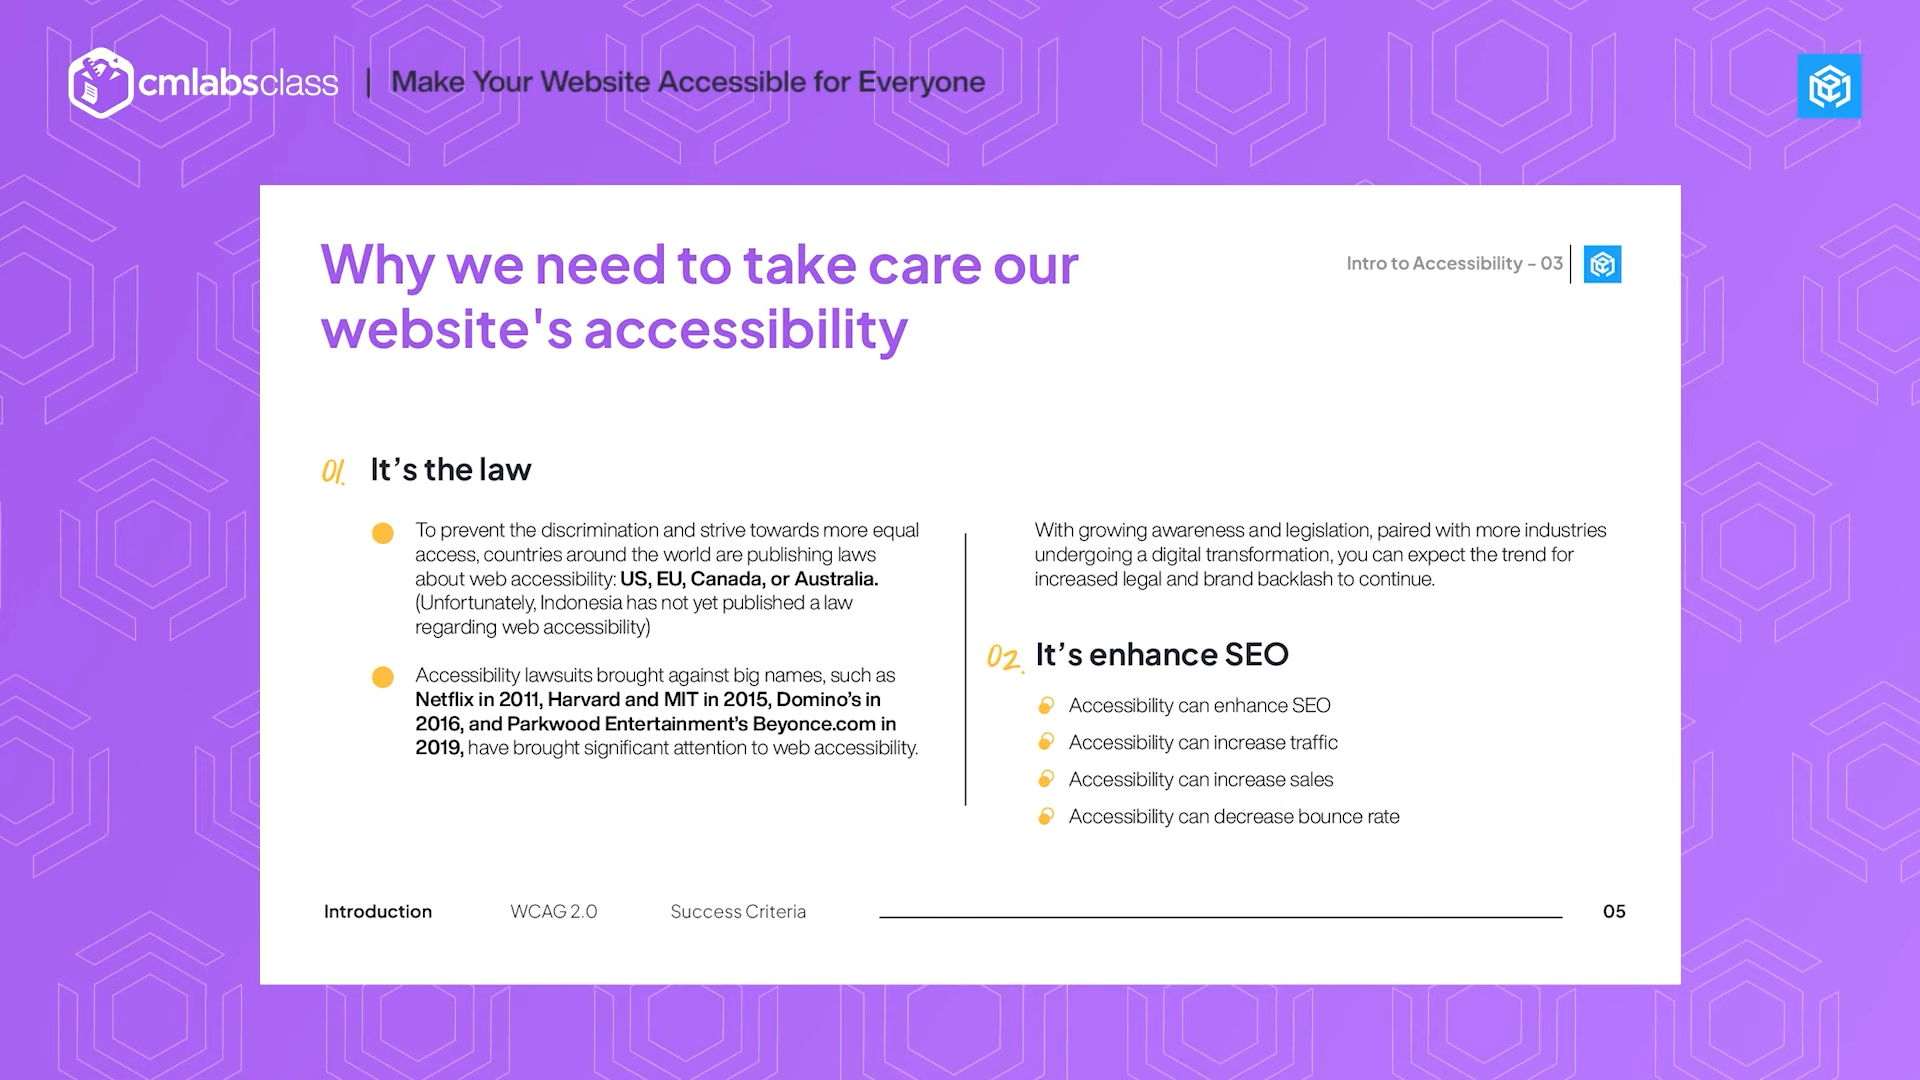 cmlabsclass | Make Your Website Accessible for Everyone
Why we need to take care our
website's accessibility
Intro to Accessibility - 03
01. It’s the law
To prevent the discrimination and strive towards more equal
access, countries around the world are publishing laws
about web accessibility: US, EU, Canada, or Australia.
(Unfortunately, Indonesia has not yet published a law
regarding web accessibility)
Accessibility lawsuits brought against big names, such as
Netflix in 2011, Harvard and MIT in 2015, Domino’s in
2016, and Parkwood Entertainment’s Beyonce.com in
2019, have brought significant attention to web accessibility.
With growing awareness and legislation, paired with more industries
undergoing a digital transformation, you can expect the trend for
increased legal and brand backlash to continue.
02. It’s enhance SEO
Accessibility can enhance SEO
Accessibility can increase traffic
Accessibility can increase sales
Accessibility can decrease bounce rate
Introduction WCAG 2.0 Success Criteria 05